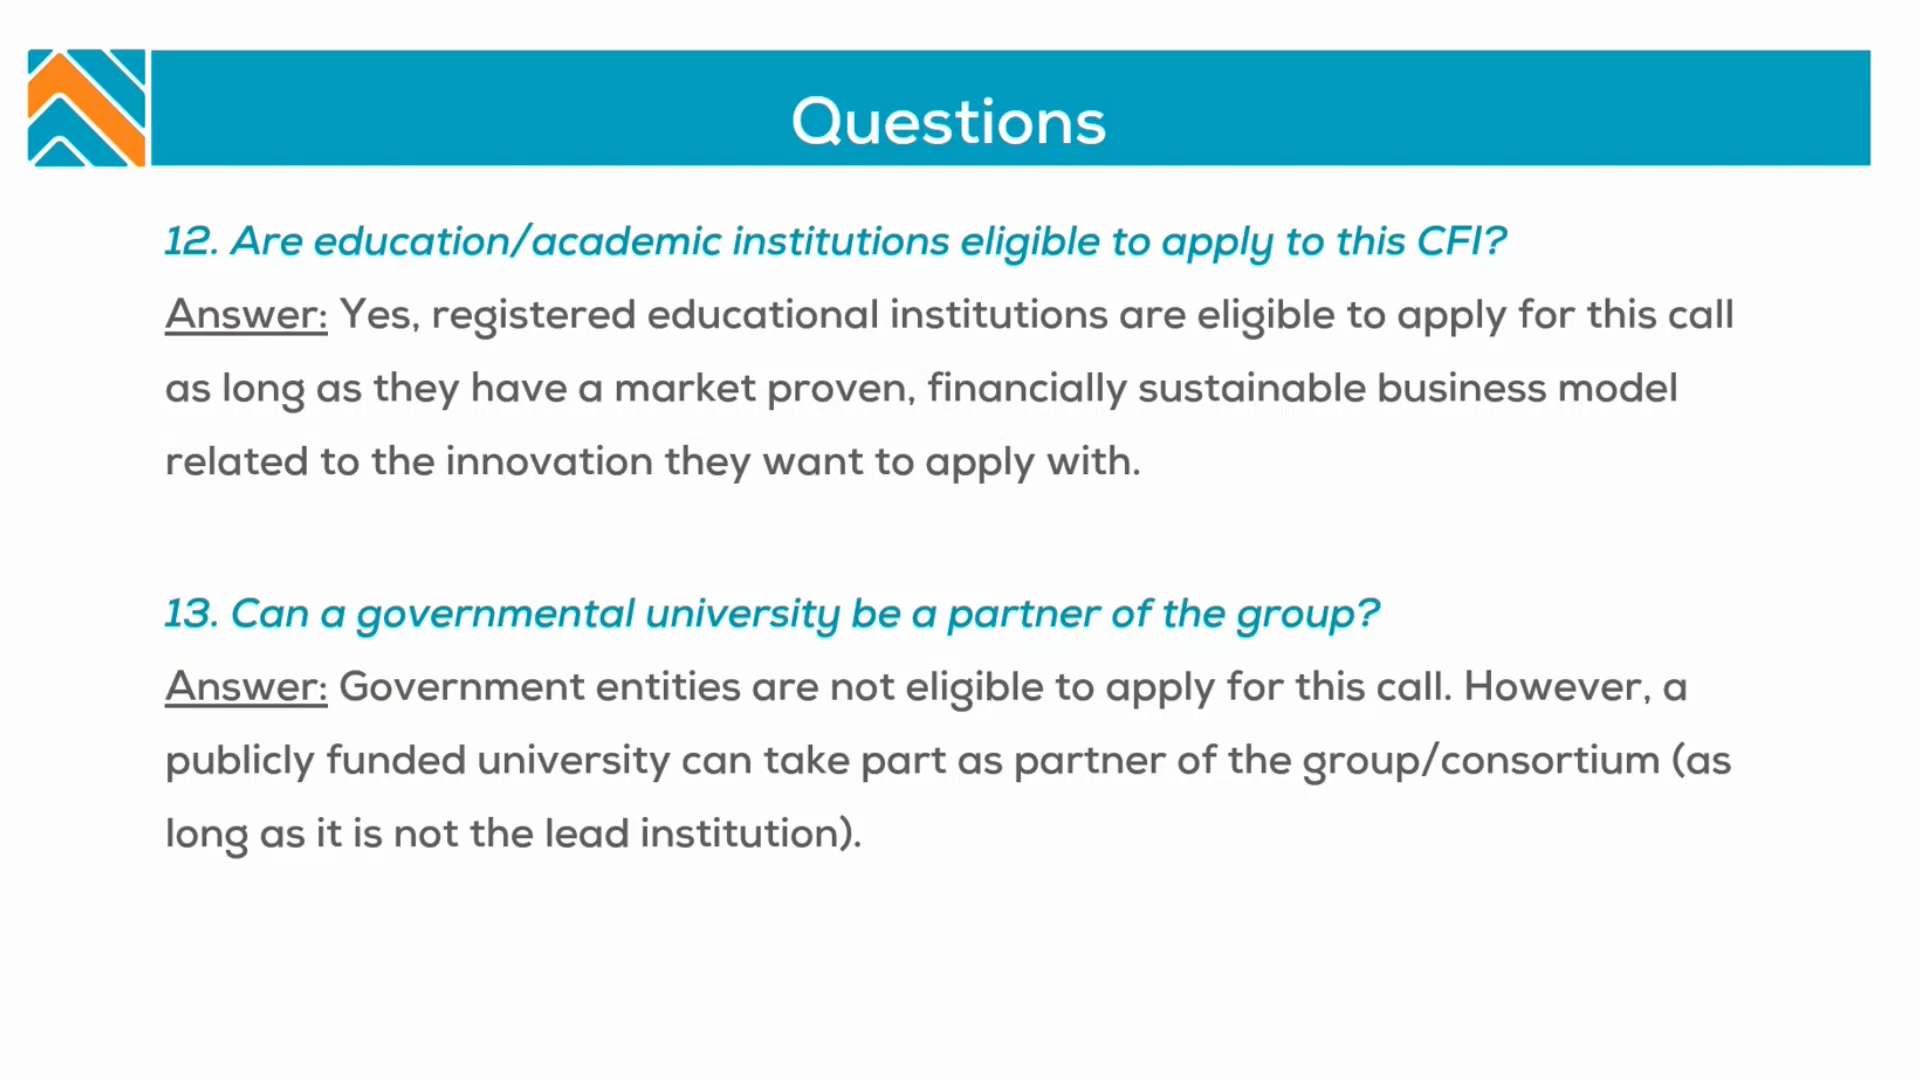 Questions
12. Are education/academic institutions eligible to apply to this CFI?
Answer: Yes, registered educational institutions are eligible to apply for this call
as long as they have a market proven, financially sustainable business model
related to the innovation they want to apply with.
13. Can a governmental university be a partner of the group?
Answer: Government entities are not eligible to apply for this call. However, a
publicly funded university can take part as partner of the group/consortium (as
long as it is not the lead institution).